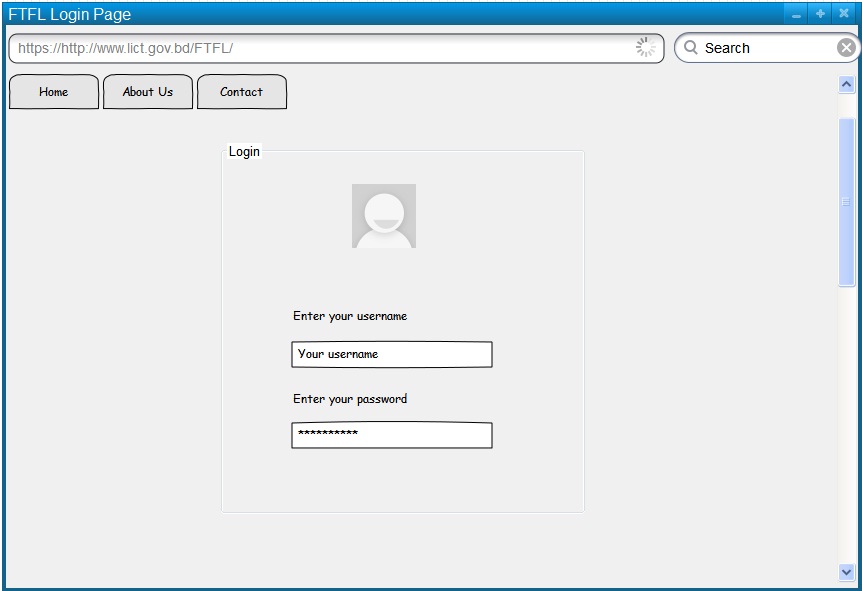 FTFL Login Page
https://http://www.lict.gov.bd/FTFL/
Search
Home
About Us
Contact
Login
Enter your username
Your username
Enter your password
**********